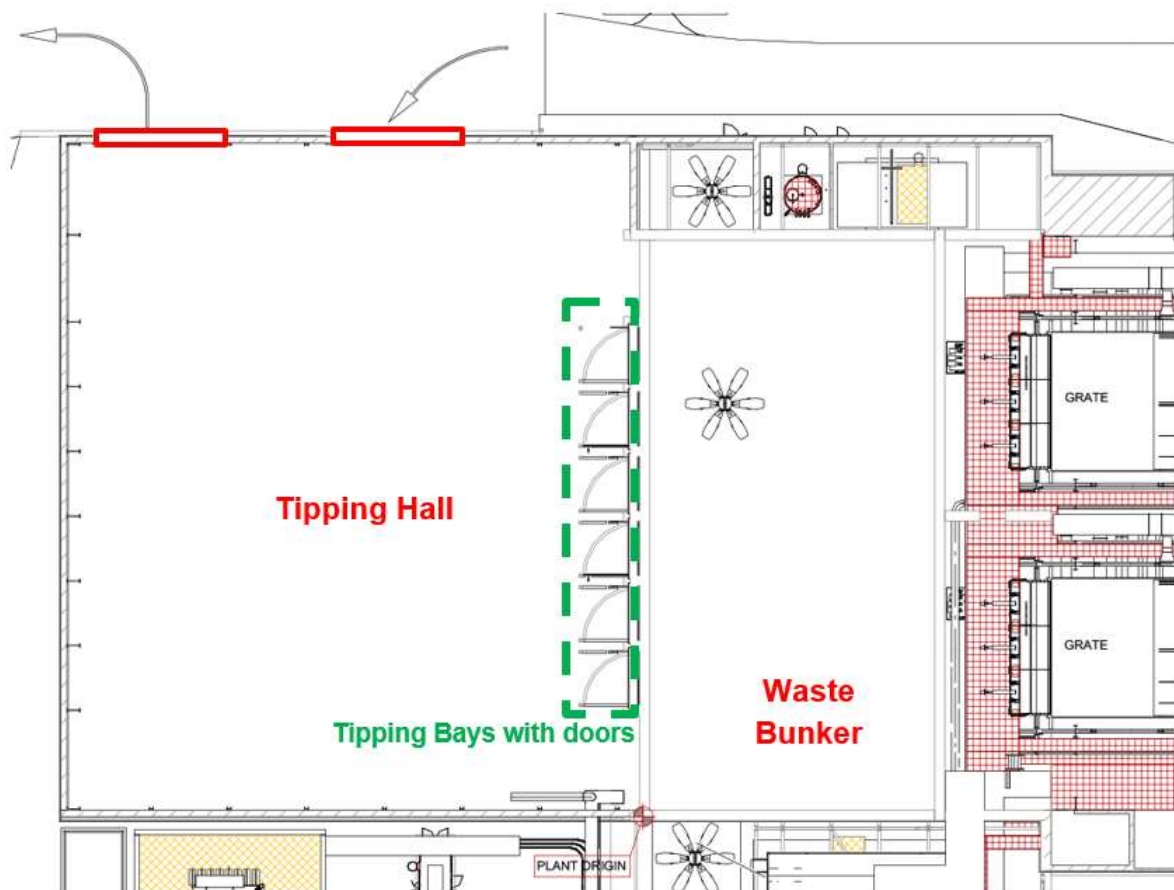 GRATE
Tipping Hall
GRATE
Waste
Bunker
Tipping Bays with doors
PLANT ORIGIN